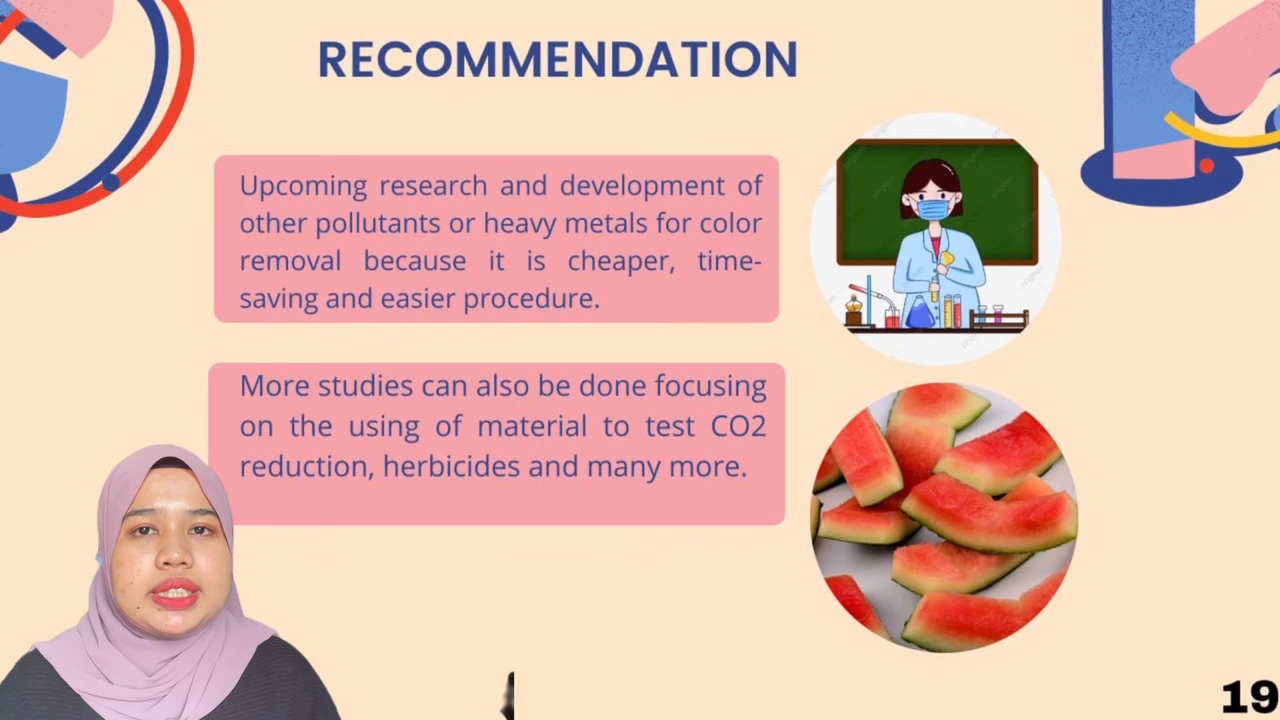 RECOMMENDATION
Upcoming research and development of
other pollutants or heavy metals for color
removal because it is cheaper, time-
saving and easier procedure.
More studies can also be done focusing
on the using of material to test CO2
reduction, herbicides and many more.
19